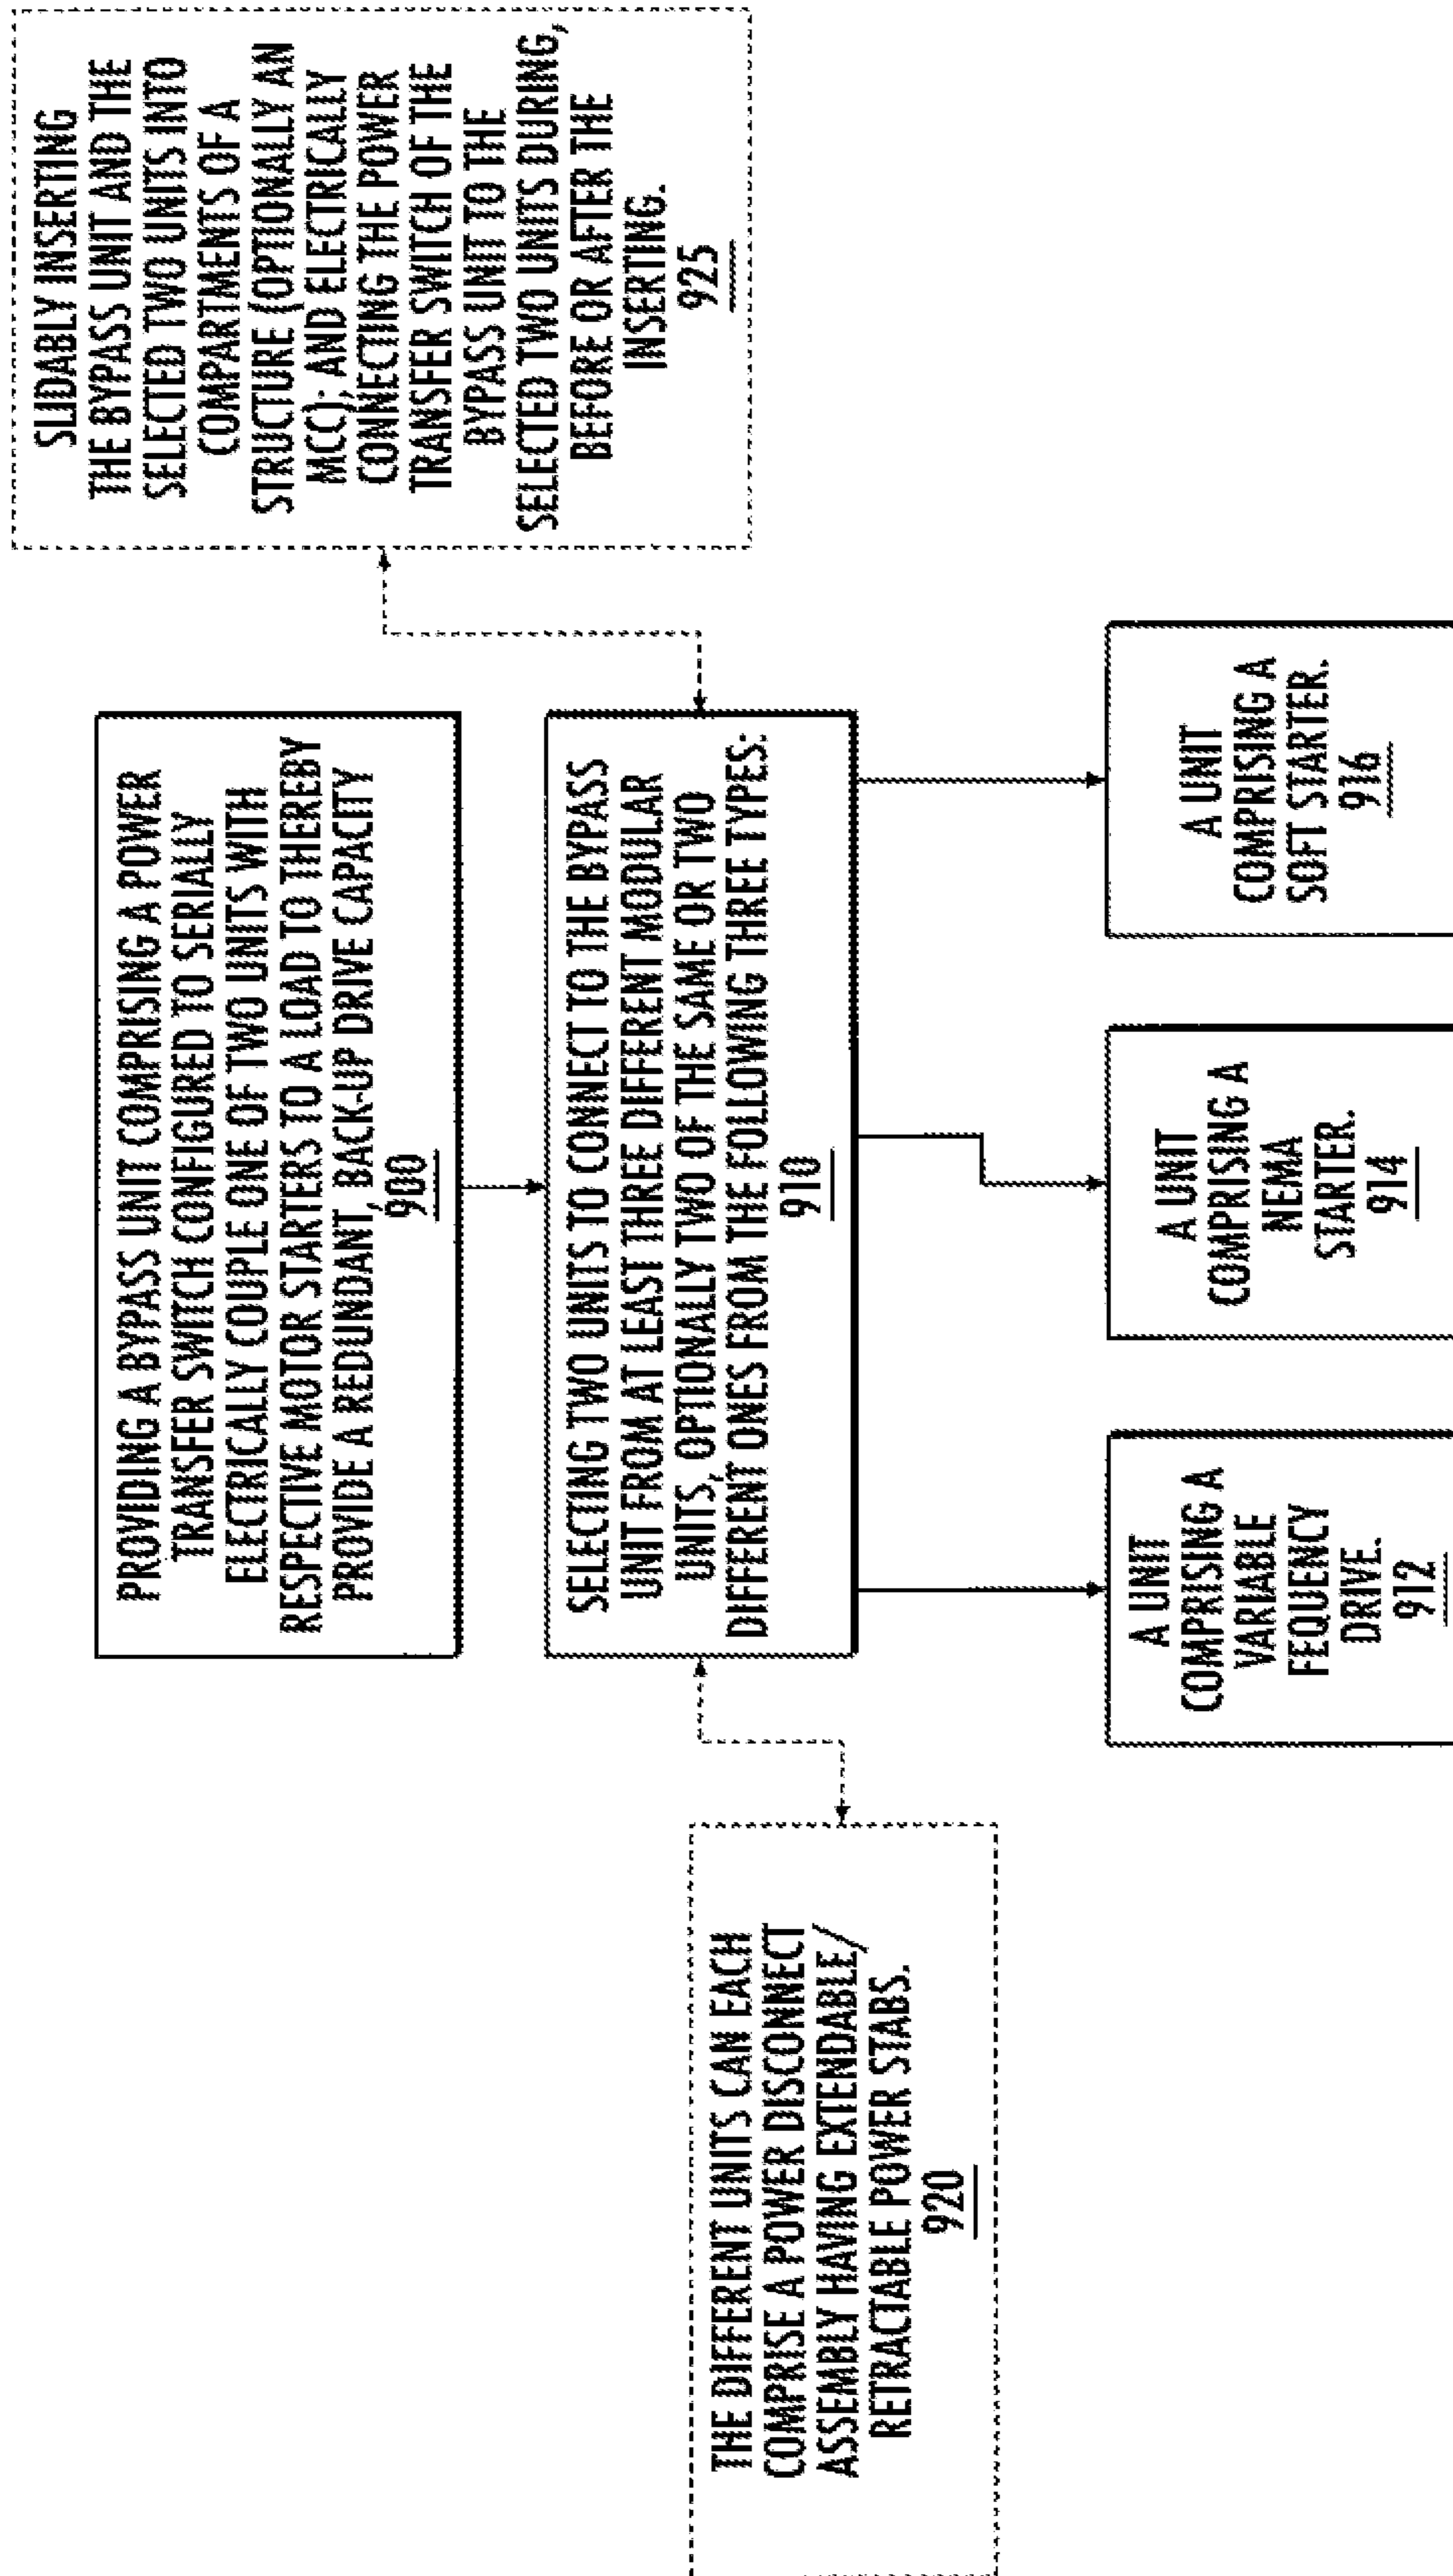 PROVIDING A BYPASS UNIT COMPRISING A POWER
TRANSFER SWITCH CONFIGURED TO SERIALLY
ELECTRICALLY COUPLE ONE OF TWO UNITS WITH
RESPECTIVE MOTOR STARTERS TO A LOAD TO THEREBY
PROVIDE A REDUNDANT, BACK-UP DRIVE CAPACITY
900
SELECTING TWO UNITS TO CONNECT TO THE BYPASS
UNIT FROM AT LEAST THREE DIFFERENT MODULAR
UNITS, OPTIONALLY TWO OF THE SAME OR TWO
DIFFERENT ONES FROM THE FOLLOWING THREE TYPES:
910
THE DIFFERENT UNITS CAN EACH
COMPRISE A POWER DISCONNECT
ASSEMBLY HAVING EXTENDABLE/
RETRACTABLE POWER STABS.
920
SLIDABLY INSERTING
THE BYPASS UNIT AND THE
SELECTED TWO UNITS INTO
COMPARTMENTS OF A
STRUCTURE (OPTIONALLY AN
MCC); AND ELECTRICALLY
CONNECTING THE POWER
TRANSFER SWITCH OF THE
BYPASS UNIT TO THE
SELECTED TWO UNITS DURING,
BEFORE OR AFTER THE
INSERTING.
925
A UNIT
COMPRISING A
VARIABLE
FEQUENCY
DRIVE.
912
A UNIT
COMPRISING A
NEMA
STARTER.
914
A UNIT
COMPRISING A
SOFT STARTER.
916